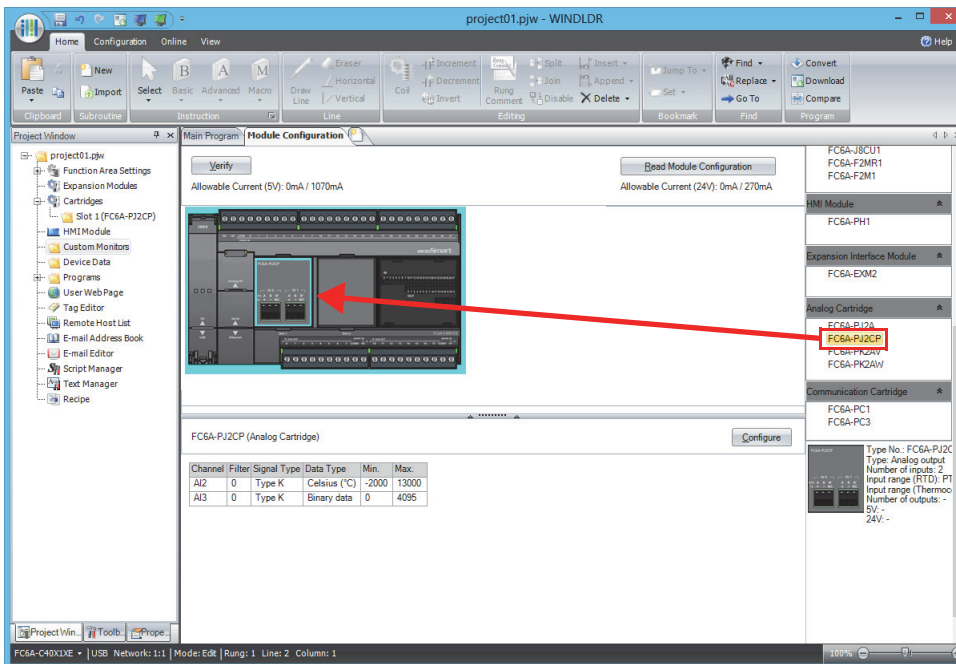 project01.pjw - WINDLDR
Home Configuration Online View Help
Paste New Import Select Basic Advanced Macro Draw Line Eraser Horizontal Vertical Coil Increment Decrement Invert Rung Comment Split Join Disable Insert Append Delete Jump To Set Find Replace Go To Convert Download Compare
Clipboard Subroutine Instruction Line Editing Bookmark Find Program
Project Window
project01.pjw
Function Area Settings
Expansion Modules
Cartridges
Slot 1 (FC6A-PJ2CP)
HMIModule
Custom Monitors
Device Data
Programs
User Web Page
Tag Editor
Remote Host List
E-mail Address Book
E-mail Editor
Script Manager
Text Manager
Recipe
Project Win... Toolb... Prope...
Main Program Module Configuration
Verify Read Module Configuration
Allowable Current (5V): 0mA / 1070mA Allowable Current (24V): 0mA / 270mA
FC6A-PJ2CP (Analog Cartridge) Configure
Channel Filter Signal Type Data Type Min. Max.
AI2 0 Type K Celsius (°C) -2000 13000
AI3 0 Type K Binary data 0 4095
FC6A-J8CU1
FC6A-F2MR1
FC6A-F2M1
HMI Module
FC6A-PH1
Expansion Interface Module
FC6A-EXM2
Analog Cartridge
FC6A-PJ2A
FC6A-PJ2CP
FC6A-PK2AV
FC6A-PK2AW
Communication Cartridge
FC6A-PC1
FC6A-PC3
Type No.: FC6A-PJ2C
Type: Analog output
Number of inputs: 2
Input range (RTD): PT
Input range (Thermoc
Number of outputs: -
5V: -
24V: -
FC6A-C40X1XE USB Network: 1:1 Mode: Edit Rung: 1 Line: 2 Column: 1 100%